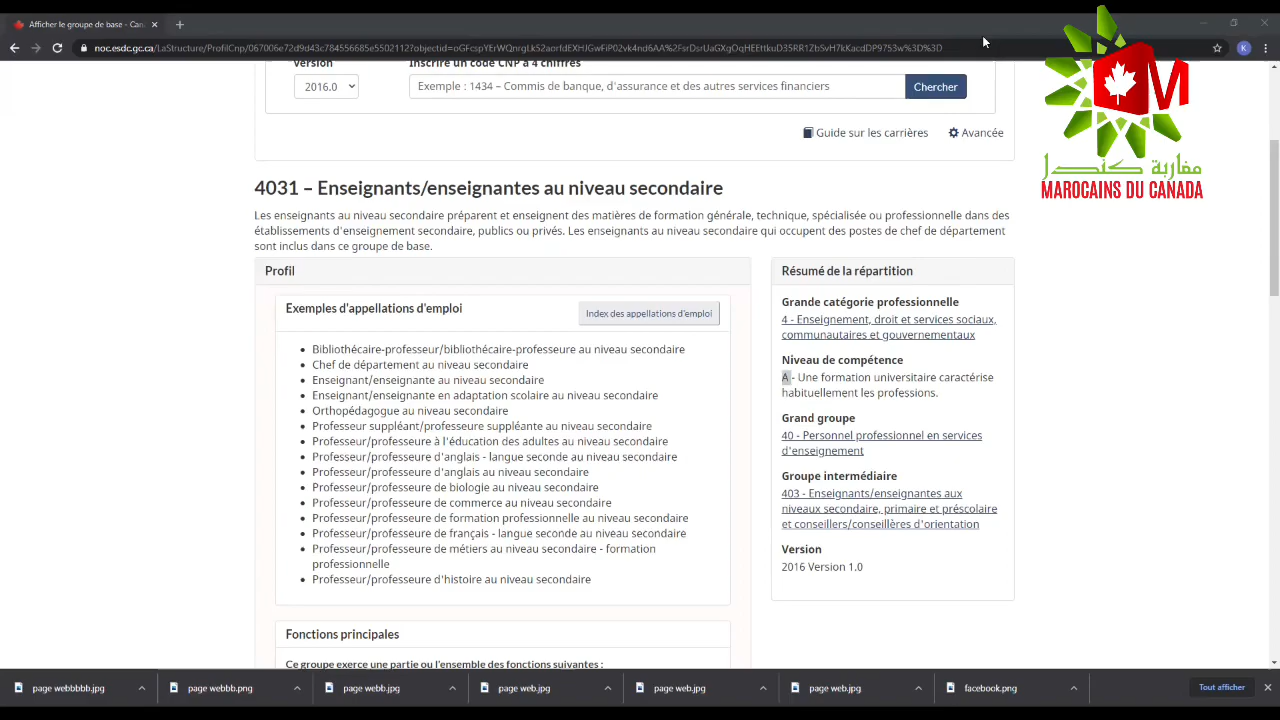 Afficher le groupe de base - Can
noc.esdc.gc.ca/LaStructure/ProfilCnp/
Version
Inscrire un code CNP à 4 chiffres
2016.0
Exemple : 1434 – Commis de banque, d'assurance et des autres services financiers
Chercher
K
Guide sur les carrières
Avancée
M
مغاربة كندا
MAROCAINS DU CANADA
4031 – Enseignants/enseignantes au niveau secondaire
Les enseignants au niveau secondaire préparent et enseignent des matières de formation générale, technique, spécialisée ou professionnelle dans des
établissements d'enseignement secondaire, publics ou privés. Les enseignants au niveau secondaire qui occupent des postes de chef de département
sont inclus dans ce groupe de base.
Profil
Exemples d'appellations d'emploi
Index des appellations d'emploi
Bibliothécaire-professeur/bibliothécaire-professeure au niveau secondaire
Chef de département au niveau secondaire
Enseignant/enseignante au niveau secondaire
Enseignant/enseignante en adaptation scolaire au niveau secondaire
Orthopédagogue au niveau secondaire
Professeur suppléant/professeure suppléante au niveau secondaire
Professeur/professeure à l'éducation des adultes au niveau secondaire
Professeur/professeure d'anglais - langue seconde au niveau secondaire
Professeur/professeure d'anglais au niveau secondaire
Professeur/professeure de biologie au niveau secondaire
Professeur/professeure de commerce au niveau secondaire
Professeur/professeure de formation professionnelle au niveau secondaire
Professeur/professeure de français - langue seconde au niveau secondaire
Professeur/professeure de métiers au niveau secondaire - formation
professionnelle
Professeur/professeure d'histoire au niveau secondaire
Fonctions principales
Ce groupe exerce une partie ou l'ensemble des fonctions suivantes :
Résumé de la répartition
Grande catégorie professionnelle
4 - Enseignement, droit et services sociaux,
communautaires et gouvernementaux
Niveau de compétence
A - Une formation universitaire caractérise
habituellement les professions.
Grand groupe
40 - Personnel professionnel en services
d'enseignement
Groupe intermédiaire
403 - Enseignants/enseignantes aux
niveaux secondaire, primaire et préscolaire
et conseillers/conseillères d'orientation
Version
2016 Version 1.0
page webbbbb.jpg
page webbb.png
page webb.jpg
page web.jpg
page web.jpg
page web.jpg
facebook.png
Tout afficher